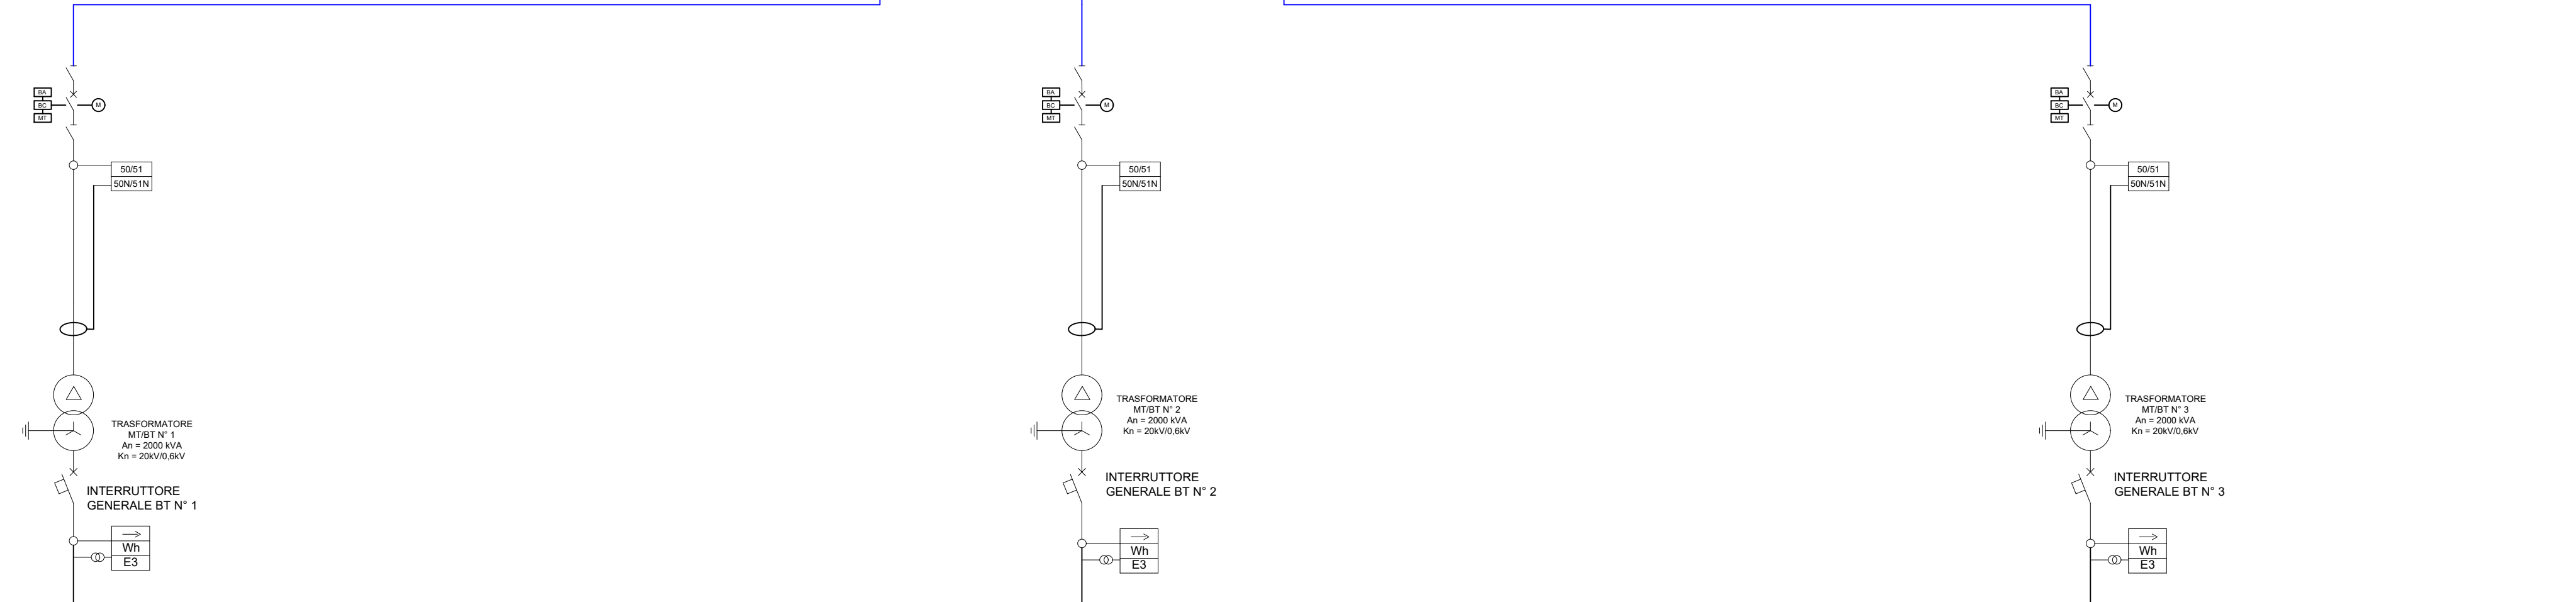 BA
BC
M
MT
50/51
50N/51N
TRASFORMATORE
MT/BT N° 1
An = 2000 kVA
Kn = 20kV/0,6kV
INTERRUTTORE
GENERALE BT N° 1
Wh
E3
BA
BC
M
MT
50/51
50N/51N
TRASFORMATORE
MT/BT N° 2
An = 2000 kVA
Kn = 20kV/0,6kV
INTERRUTTORE
GENERALE BT N° 2
Wh
E3
BA
BC
M
MT
50/51
50N/51N
TRASFORMATORE
MT/BT N° 3
An = 2000 kVA
Kn = 20kV/0,6kV
INTERRUTTORE
GENERALE BT N° 3
Wh
E3